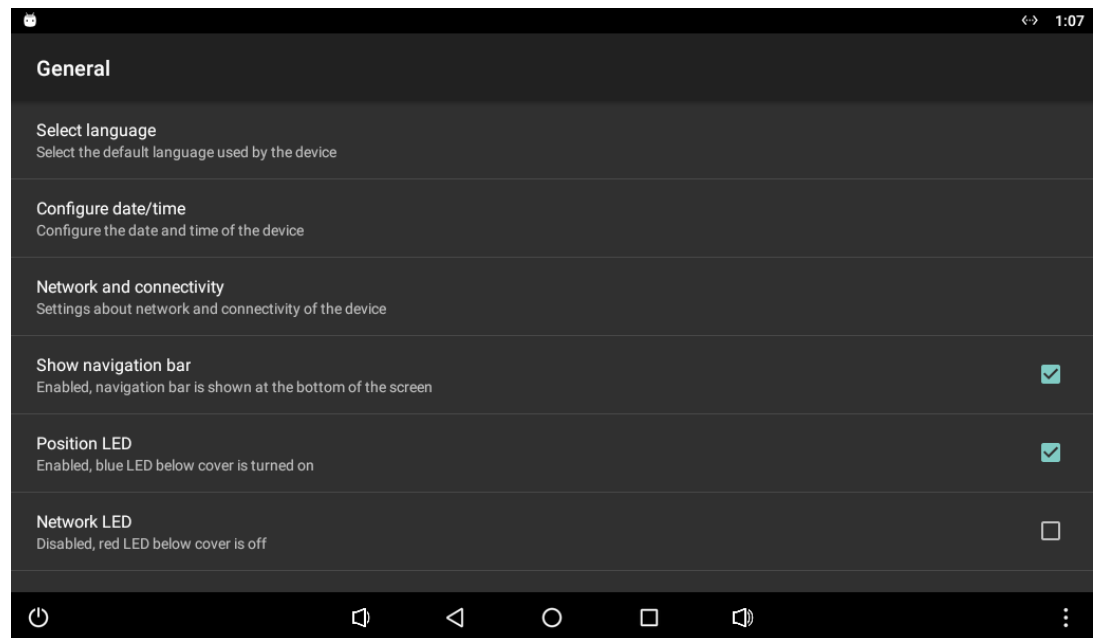 1:07
General
Select language
Select the default language used by the device
Configure date/time
Configure the date and time of the device
Network and connectivity
Settings about network and connectivity of the device
Show navigation bar
Enabled, navigation bar is shown at the bottom of the screen
Position LED
Enabled, blue LED below cover is turned on
Network LED
Disabled, red LED below cover is off